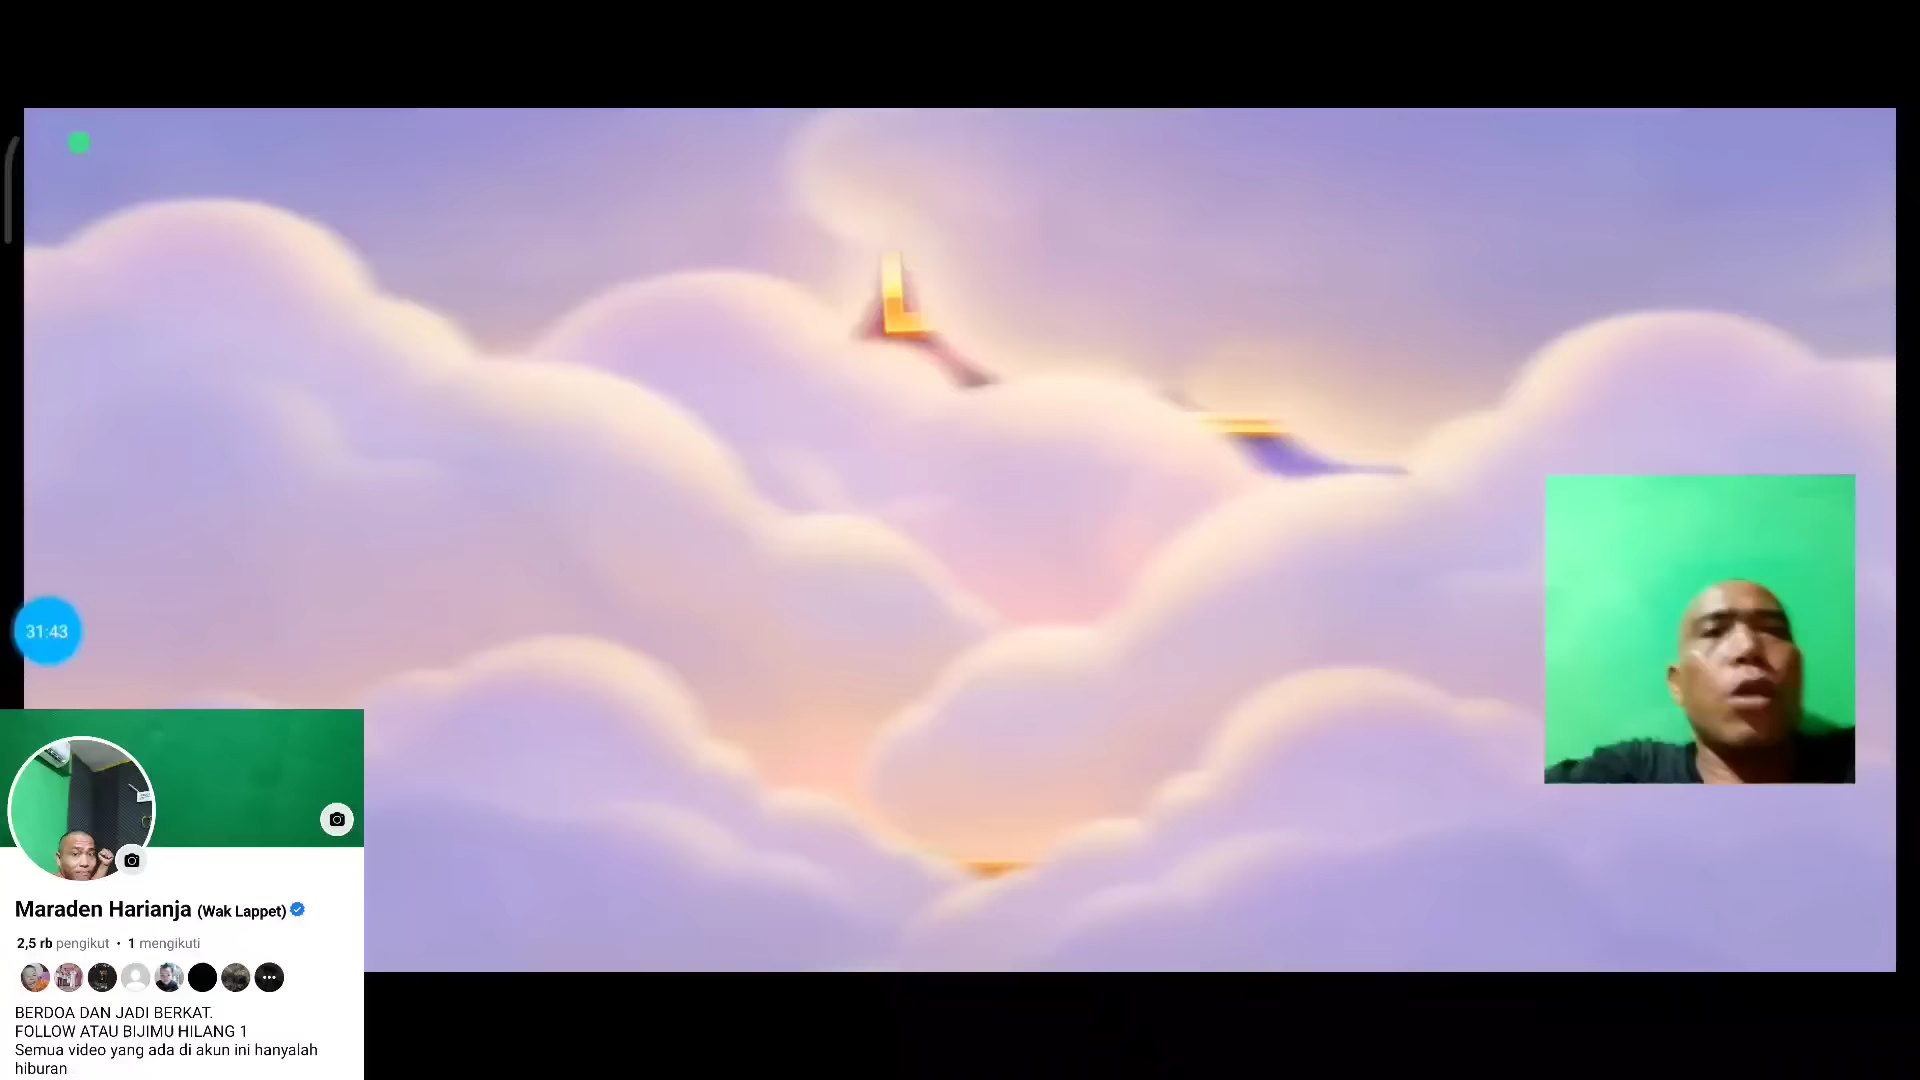 31:43
Maraden Harianja (Wak Lappet)
2,5 rb pengikut • 1 mengikuti
BERDOA DAN JADI BERKAT.
FOLLOW ATAU BIJIMU HILANG 1
Semua video yang ada di akun ini hanyalah
hiburan